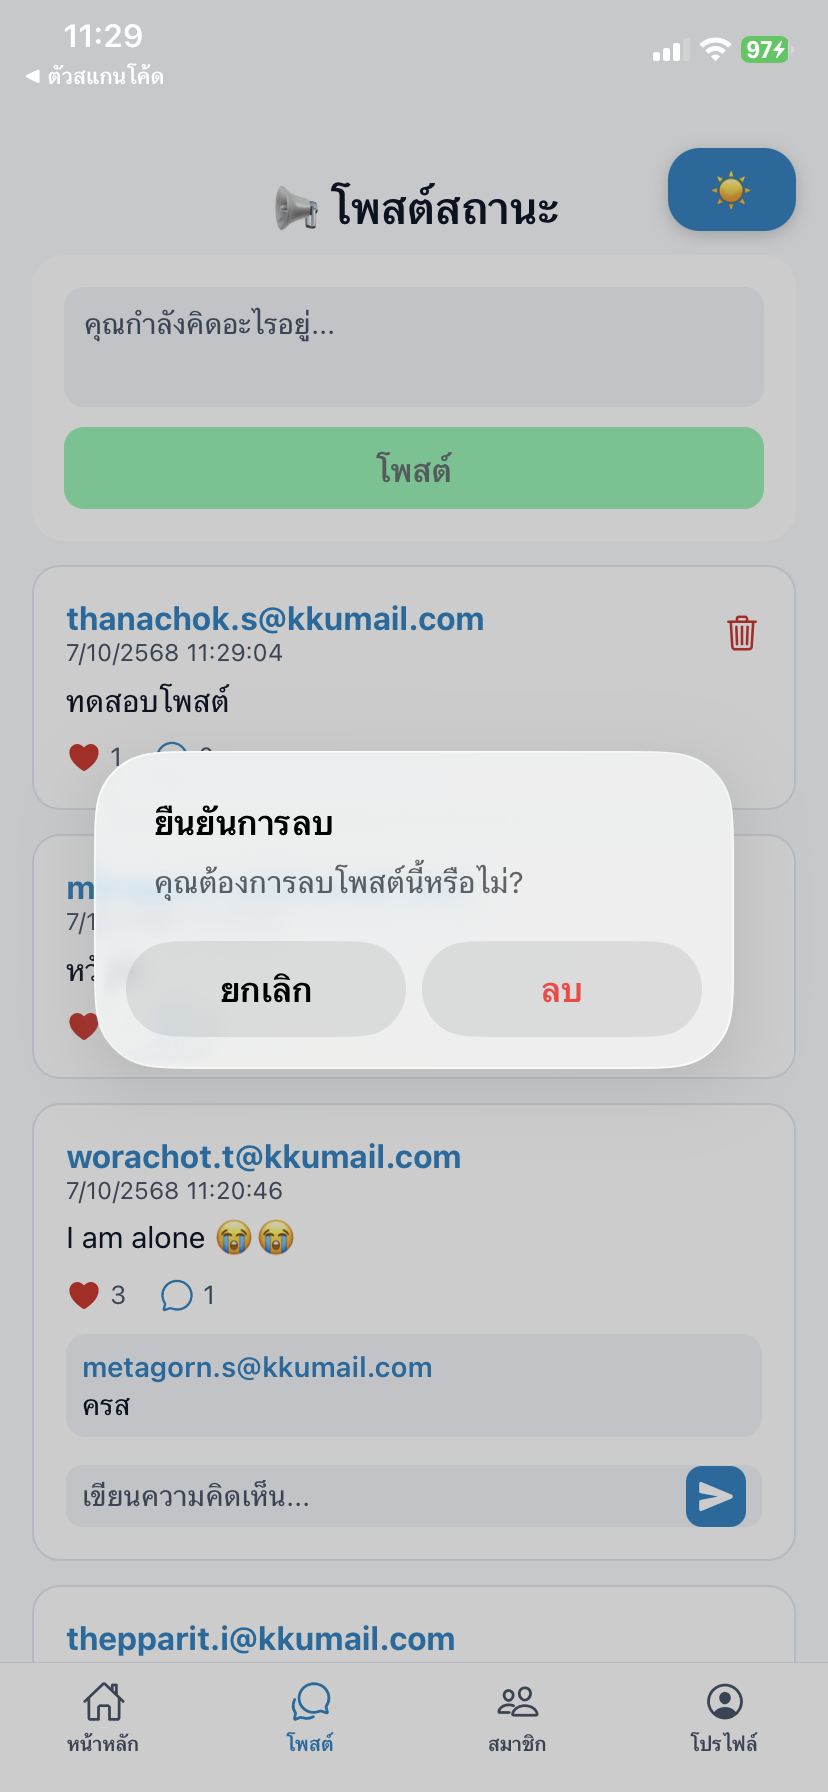 11:29
97
◀ ตัวสแกนโค้ด
📢 โพสต์สถานะ
คุณกำลังคิดอะไรอยู่...
โพสต์
thanachok.s@kkumail.com
7/10/2568 11:29:04
ทดสอบโพสต์
1
ยืนยันการลบ
คุณต้องการลบโพสต์นี้หรือไม่?
ยกเลิก
ลบ
worachot.t@kkumail.com
7/10/2568 11:20:46
I am alone 😭😭
3 1
metagorn.s@kkumail.com
ครส
เขียนความคิดเห็น...
thepparit.i@kkumail.com
หน้าหลัก
โพสต์
สมาชิก
โปรไฟล์